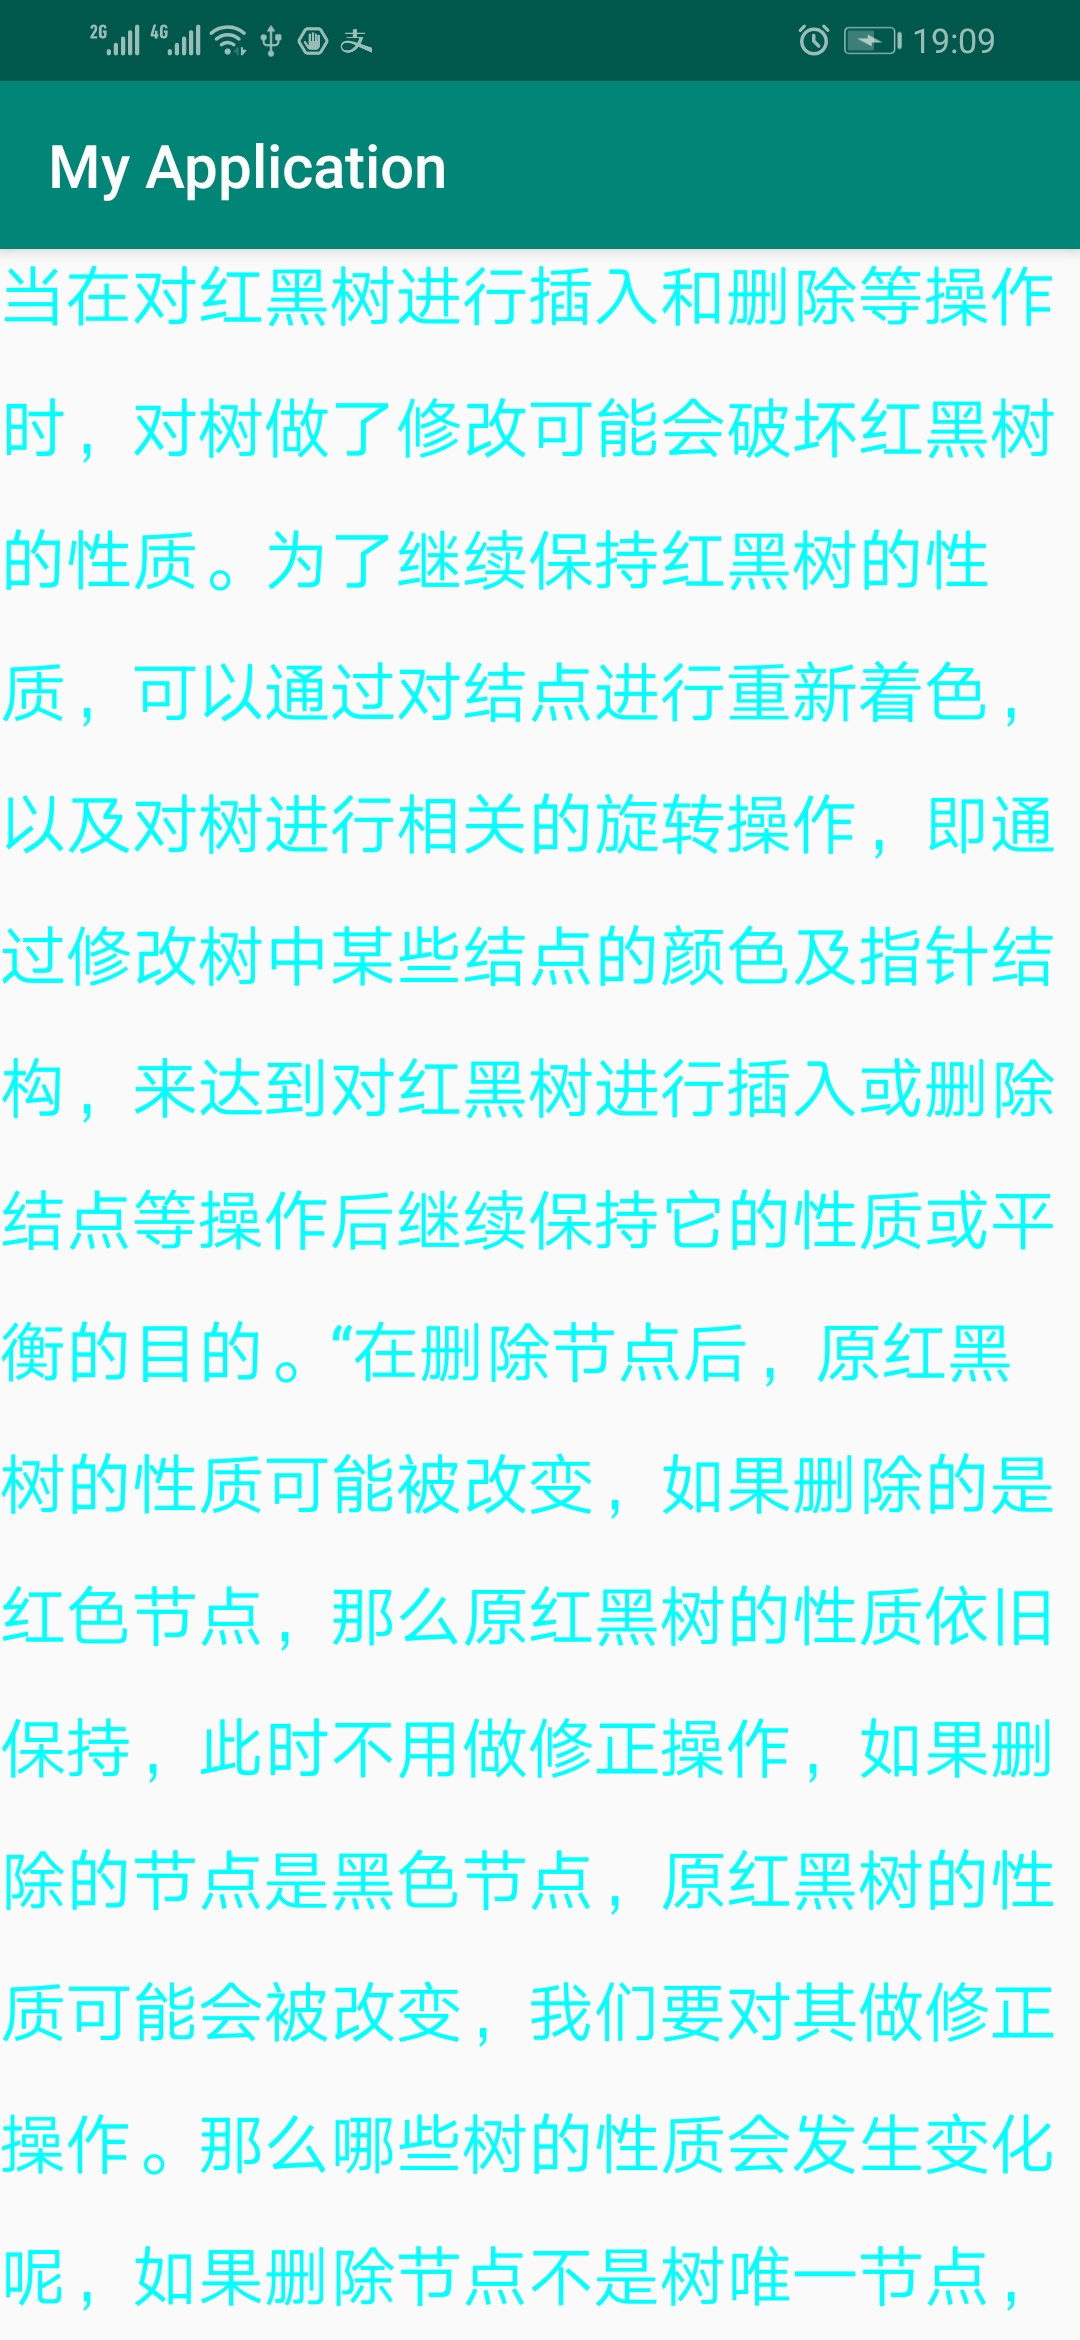 2G 4G 支 19:09
My Application
当在对红黑树进行插入和删除等操作
时，对树做了修改可能会破坏红黑树
的性质。为了继续保持红黑树的性
质，可以通过对结点进行重新着色，
以及对树进行相关的旋转操作，即通
过修改树中某些结点的颜色及指针结
构，来达到对红黑树进行插入或删除
结点等操作后继续保持它的性质或平
衡的目的。“在删除节点后，原红黑
树的性质可能被改变，如果删除的是
红色节点，那么原红黑树的性质依旧
保持，此时不用做修正操作，如果删
除的节点是黑色节点，原红黑树的性
质可能会被改变，我们要对其做修正
操作。那么哪些树的性质会发生变化
呢，如果删除节点不是树唯一节点，